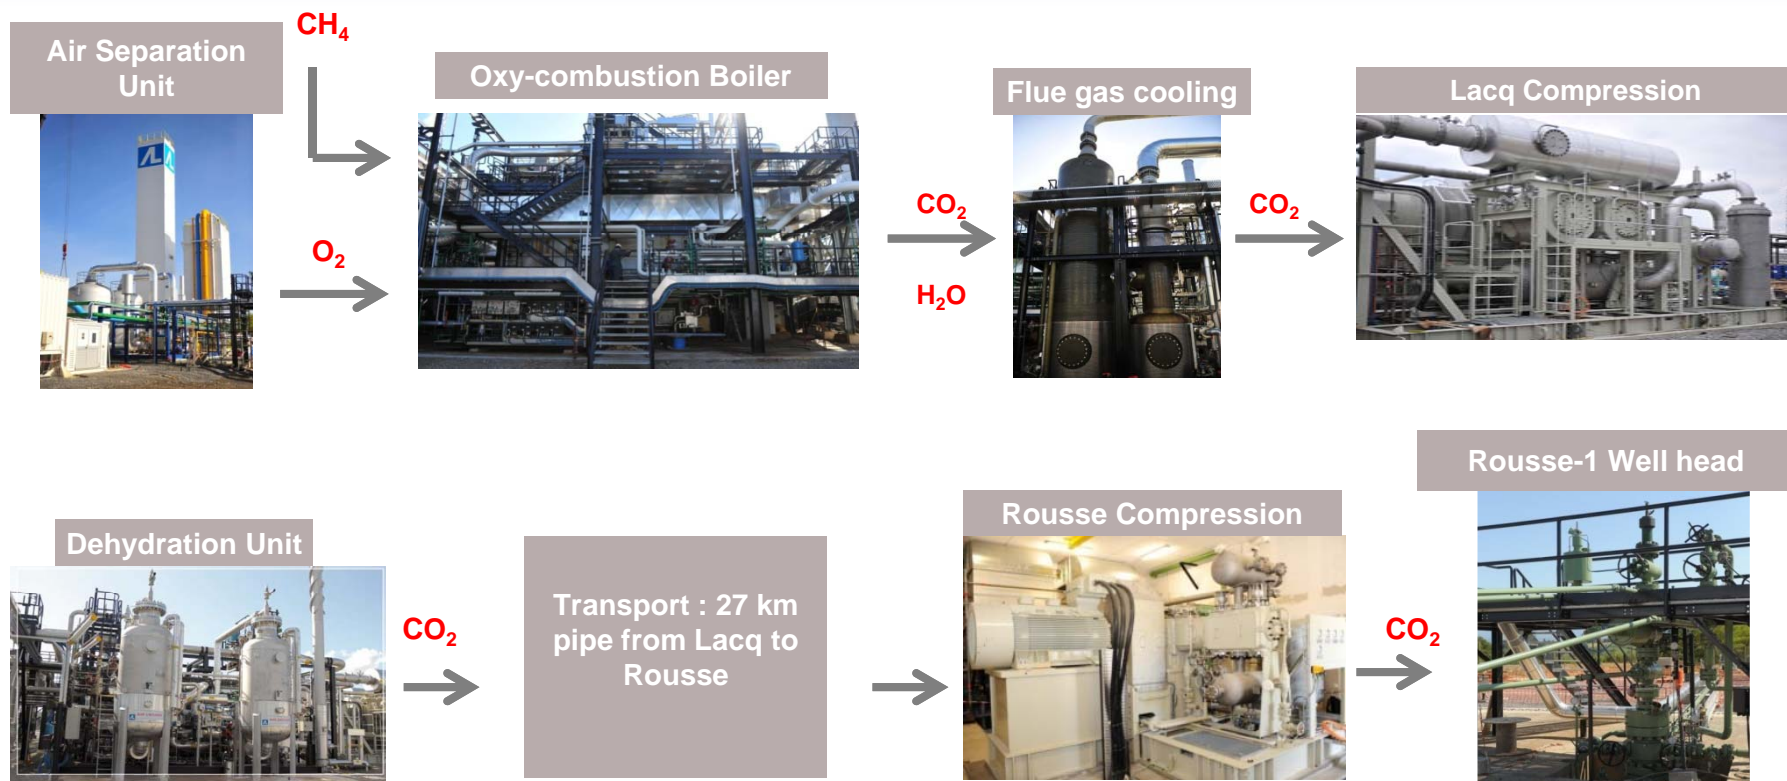 CH₄
Air Separation
Unit
Oxy-combustion Boiler
Flue gas cooling
Lacq Compression
O₂
CO₂
H₂O
CO₂
Dehydration Unit
CO₂
Transport : 27 km
pipe from Lacq to
Rousse
Rousse Compression
CO₂
Rousse-1 Well head